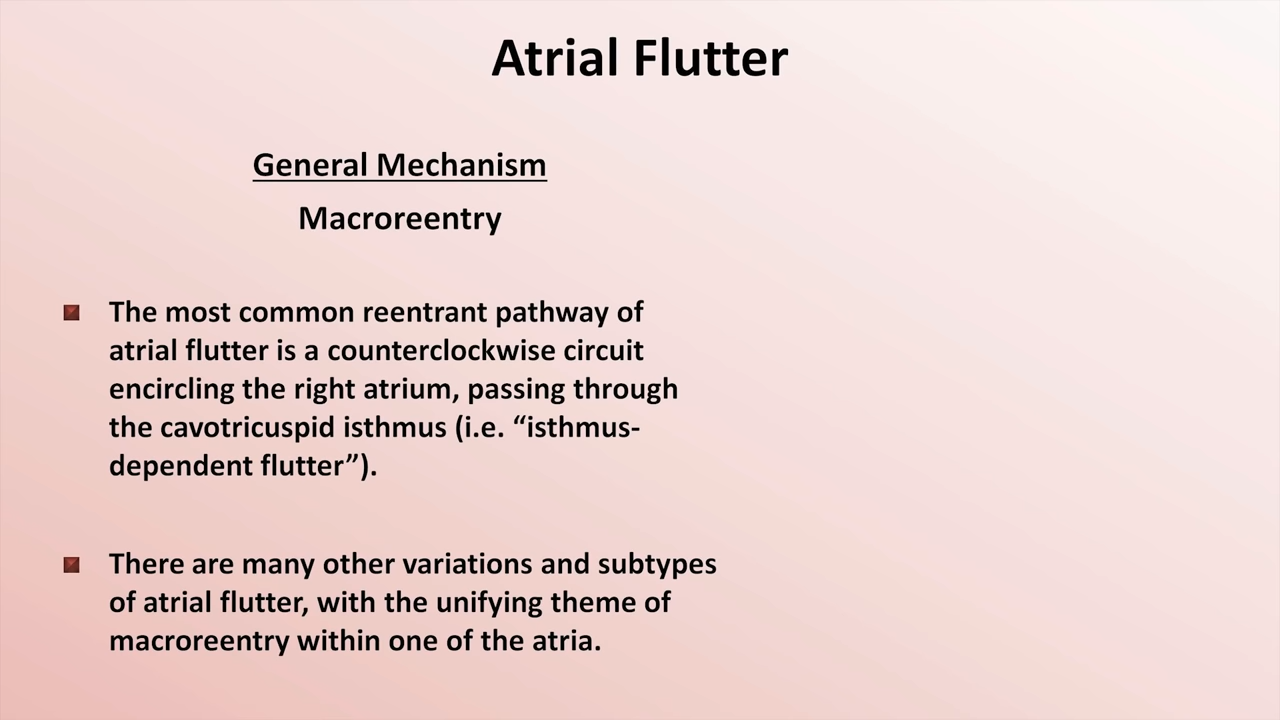 Atrial Flutter
General Mechanism
Macroreentry
The most common reentrant pathway of
atrial flutter is a counterclockwise circuit
encircling the right atrium, passing through
the cavotricuspid isthmus (i.e. “isthmus-
dependent flutter”).
There are many other variations and subtypes
of atrial flutter, with the unifying theme of
macroreentry within one of the atria.